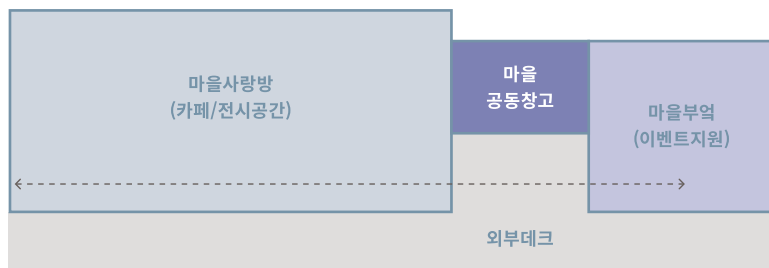 마을사랑방
(카페/전시공간)
마을
공동창고
마을부엌
(이벤트지원)
외부데크